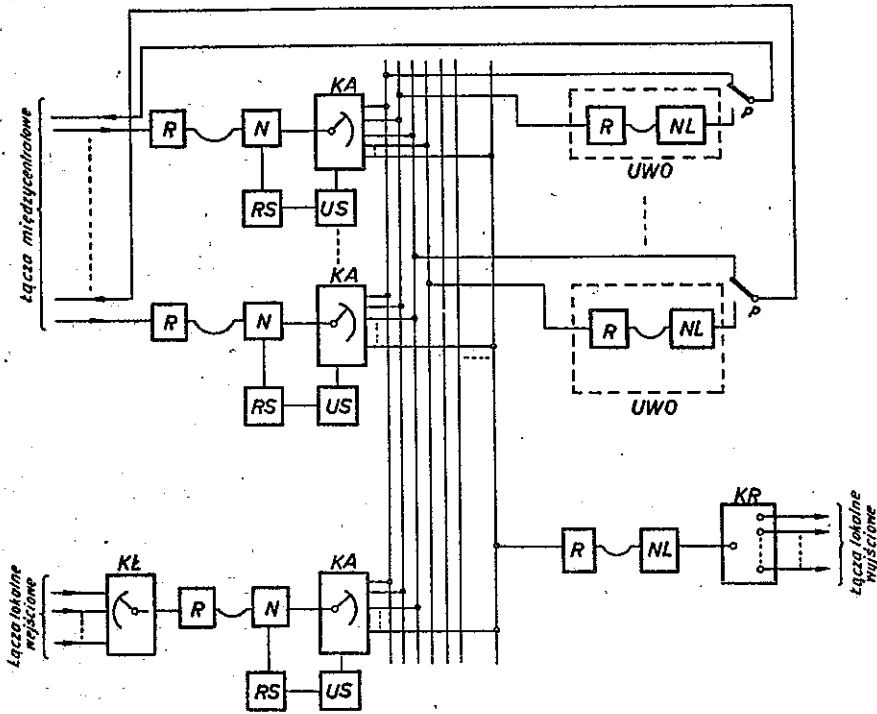 KA
R
N
RS
US
R
NL
UWO
P
Łącza międzycentralowe
KA
R
N
RS
US
R
NL
UWO
P
KŁ
R
N
KA
RS
US
Łącza lokalne
wejściowe
R
NL
KR
Łącza lokalne
wyjściowe